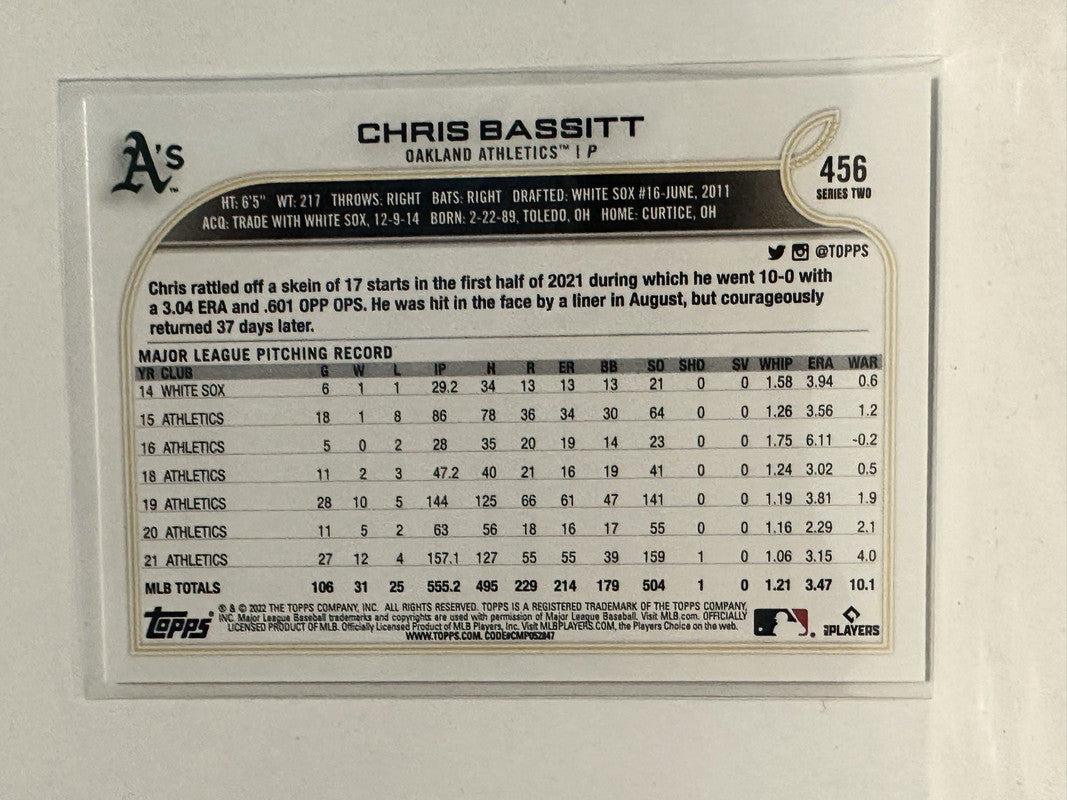 A's™
CHRIS BASSITT
OAKLAND ATHLETICS™ | P
456
SERIES TWO
HT: 6'5" WT: 217 THROWS: RIGHT BATS: RIGHT DRAFTED: WHITE SOX #16-JUNE, 2011
ACQ: TRADE WITH WHITE SOX, 12-9-14 BORN: 2-22-89, TOLEDO, OH HOME: CURTICE, OH
@TOPPS
Chris rattled off a skein of 17 starts in the first half of 2021 during which he went 10-0 with
a 3.04 ERA and .601 OPP OPS. He was hit in the face by a liner in August, but courageously
returned 37 days later.
MAJOR LEAGUE PITCHING RECORD
YR CLUB G W L IP H R ER BB SO SHO SV WHIP ERA WAR
14 WHITE SOX 6 1 1 29.2 34 13 13 13 21 0 0 1.58 3.94 0.6
15 ATHLETICS 18 1 8 86 78 36 34 30 64 0 0 1.26 3.56 1.2
16 ATHLETICS 5 0 2 28 35 20 19 14 23 0 0 1.75 6.11 -0.2
18 ATHLETICS 11 2 3 47.2 40 21 16 19 41 0 0 1.24 3.02 0.5
19 ATHLETICS 28 10 5 144 125 66 61 47 141 0 0 1.19 3.81 1.9
20 ATHLETICS 11 5 2 63 56 18 16 17 55 0 0 1.16 2.29 2.1
21 ATHLETICS 27 12 4 157.1 127 55 55 39 159 1 0 1.06 3.15 4.0
MLB TOTALS 106 31 25 555.2 495 229 214 179 504 1 0 1.21 3.47 10.1
Topps®
® & © 2022 THE TOPPS COMPANY, INC. ALL RIGHTS RESERVED. TOPPS IS A REGISTERED TRADEMARK OF THE TOPPS COMPANY,
INC. Major League Baseball trademarks and copyrights are used with permission of Major League Baseball. Visit MLB.com. OFFICIALLY
LICENSED PRODUCT OF MLB. Officially Licensed Product of MLB Players, Inc. Visit MLBPLAYERS.COM, the Players Choice on the web.
WWW.TOPPS.COM. CODE#CMP052847
MLBPLAYERS